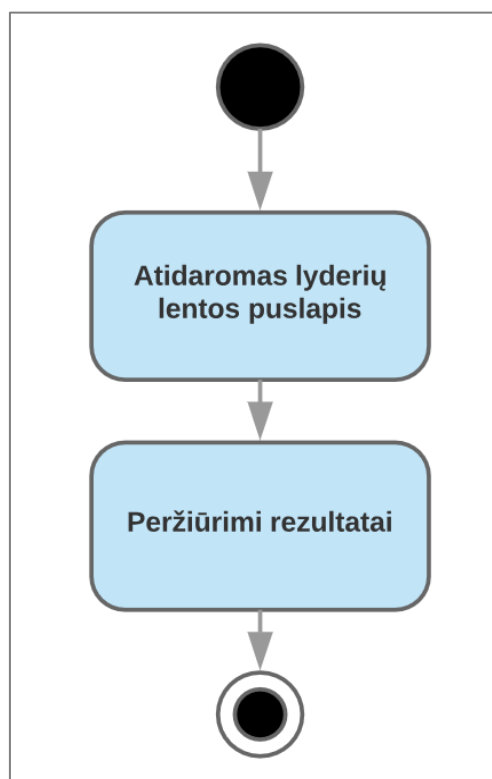 Atidaromas lyderių
lentos puslapis
Peržiūrimi rezultatai